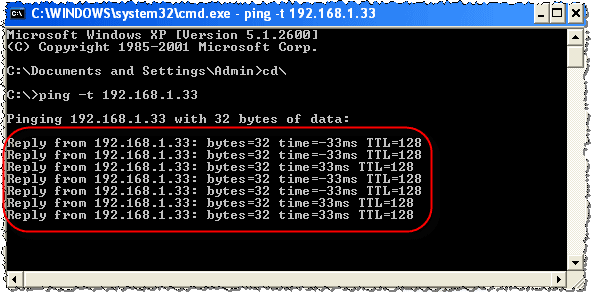 C:\WINDOWS\system32\cmd.exe - ping -t 192.168.1.33
Microsoft Windows XP [Version 5.1.2600]
(C) Copyright 1985-2001 Microsoft Corp.
C:\Documents and Settings\Admin>cd\
C:\>ping -t 192.168.1.33
Pinging 192.168.1.33 with 32 bytes of data:
Reply from 192.168.1.33: bytes=32 time=-33ms TTL=128
Reply from 192.168.1.33: bytes=32 time=-33ms TTL=128
Reply from 192.168.1.33: bytes=32 time=33ms TTL=128
Reply from 192.168.1.33: bytes=32 time=-33ms TTL=128
Reply from 192.168.1.33: bytes=32 time=-33ms TTL=128
Reply from 192.168.1.33: bytes=32 time=33ms TTL=128
Reply from 192.168.1.33: bytes=32 time=33ms TTL=128